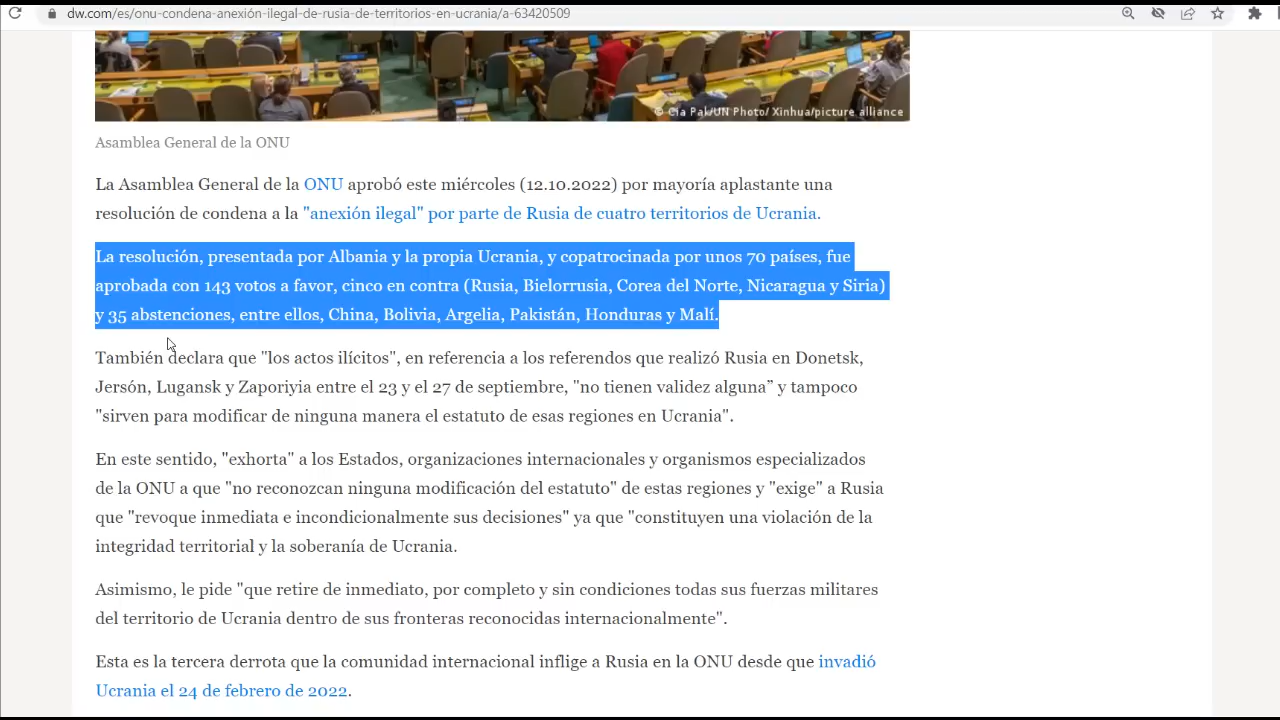 dw.com/es/onu-condena-anexión-ilegal-de-rusia-de-territorios-en-ucrania/a-63420509
© Cia Pak/UN Photo/ Xinhua/picture alliance
Asamblea General de la ONU
La Asamblea General de la ONU aprobó este miércoles (12.10.2022) por mayoría aplastante una
resolución de condena a la "anexión ilegal" por parte de Rusia de cuatro territorios de Ucrania.
La resolución, presentada por Albania y la propia Ucrania, y copatrocinada por unos 70 países, fue
aprobada con 143 votos a favor, cinco en contra (Rusia, Bielorrusia, Corea del Norte, Nicaragua y Siria)
y 35 abstenciones, entre ellos, China, Bolivia, Argelia, Pakistán, Honduras y Malí.
También declara que "los actos ilícitos", en referencia a los referendos que realizó Rusia en Donetsk,
Jersón, Lugansk y Zaporiyia entre el 23 y el 27 de septiembre, "no tienen validez alguna” y tampoco
"sirven para modificar de ninguna manera el estatuto de esas regiones en Ucrania".
En este sentido, "exhorta" a los Estados, organizaciones internacionales y organismos especializados
de la ONU a que "no reconozcan ninguna modificación del estatuto" de estas regiones y "exige" a Rusia
que "revoque inmediata e incondicionalmente sus decisiones" ya que "constituyen una violación de la
integridad territorial y la soberanía de Ucrania.
Asimismo, le pide "que retire de inmediato, por completo y sin condiciones todas sus fuerzas militares
del territorio de Ucrania dentro de sus fronteras reconocidas internacionalmente".
Esta es la tercera derrota que la comunidad internacional inflige a Rusia en la ONU desde que invadió
Ucrania el 24 de febrero de 2022.